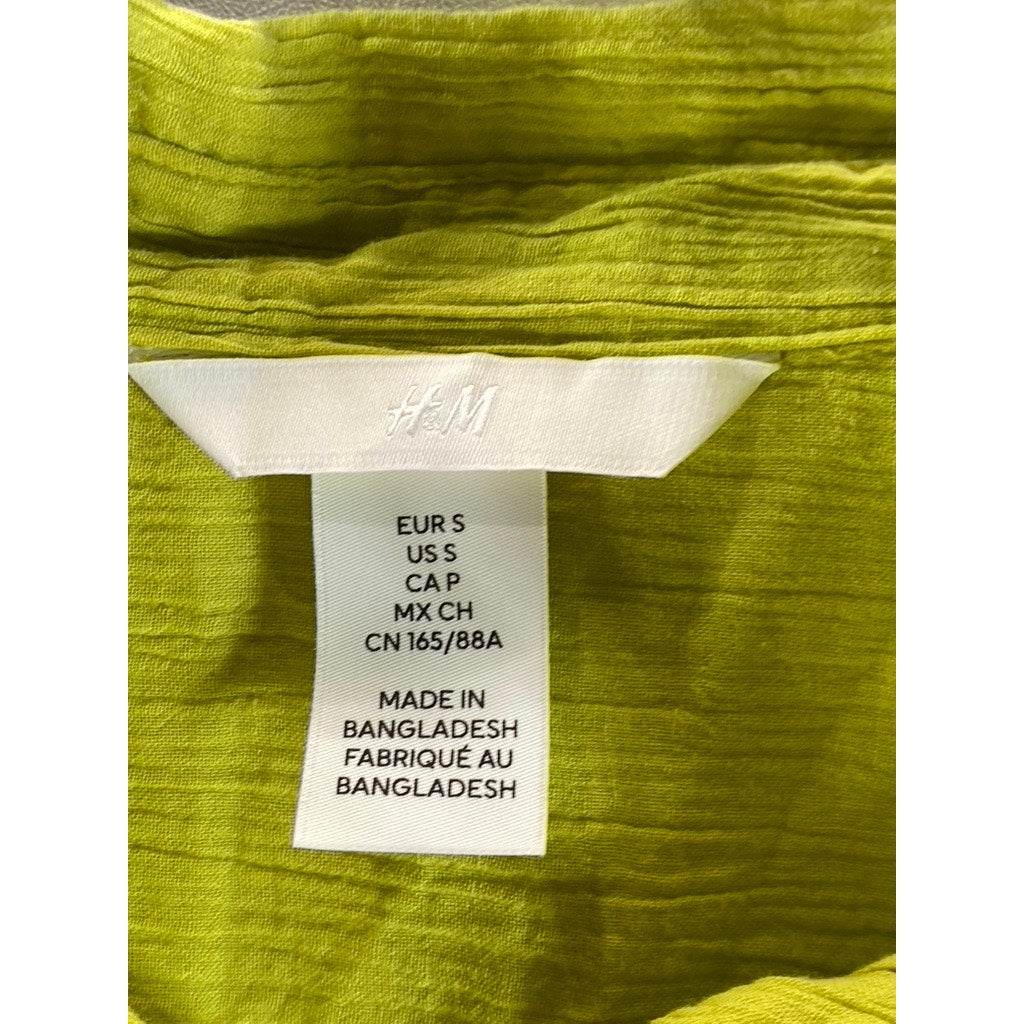 H&M
EUR S
US S
CA P
MX CH
CN 165/88A
MADE IN
BANGLADESH
FABRIQUÉ AU
BANGLADESH